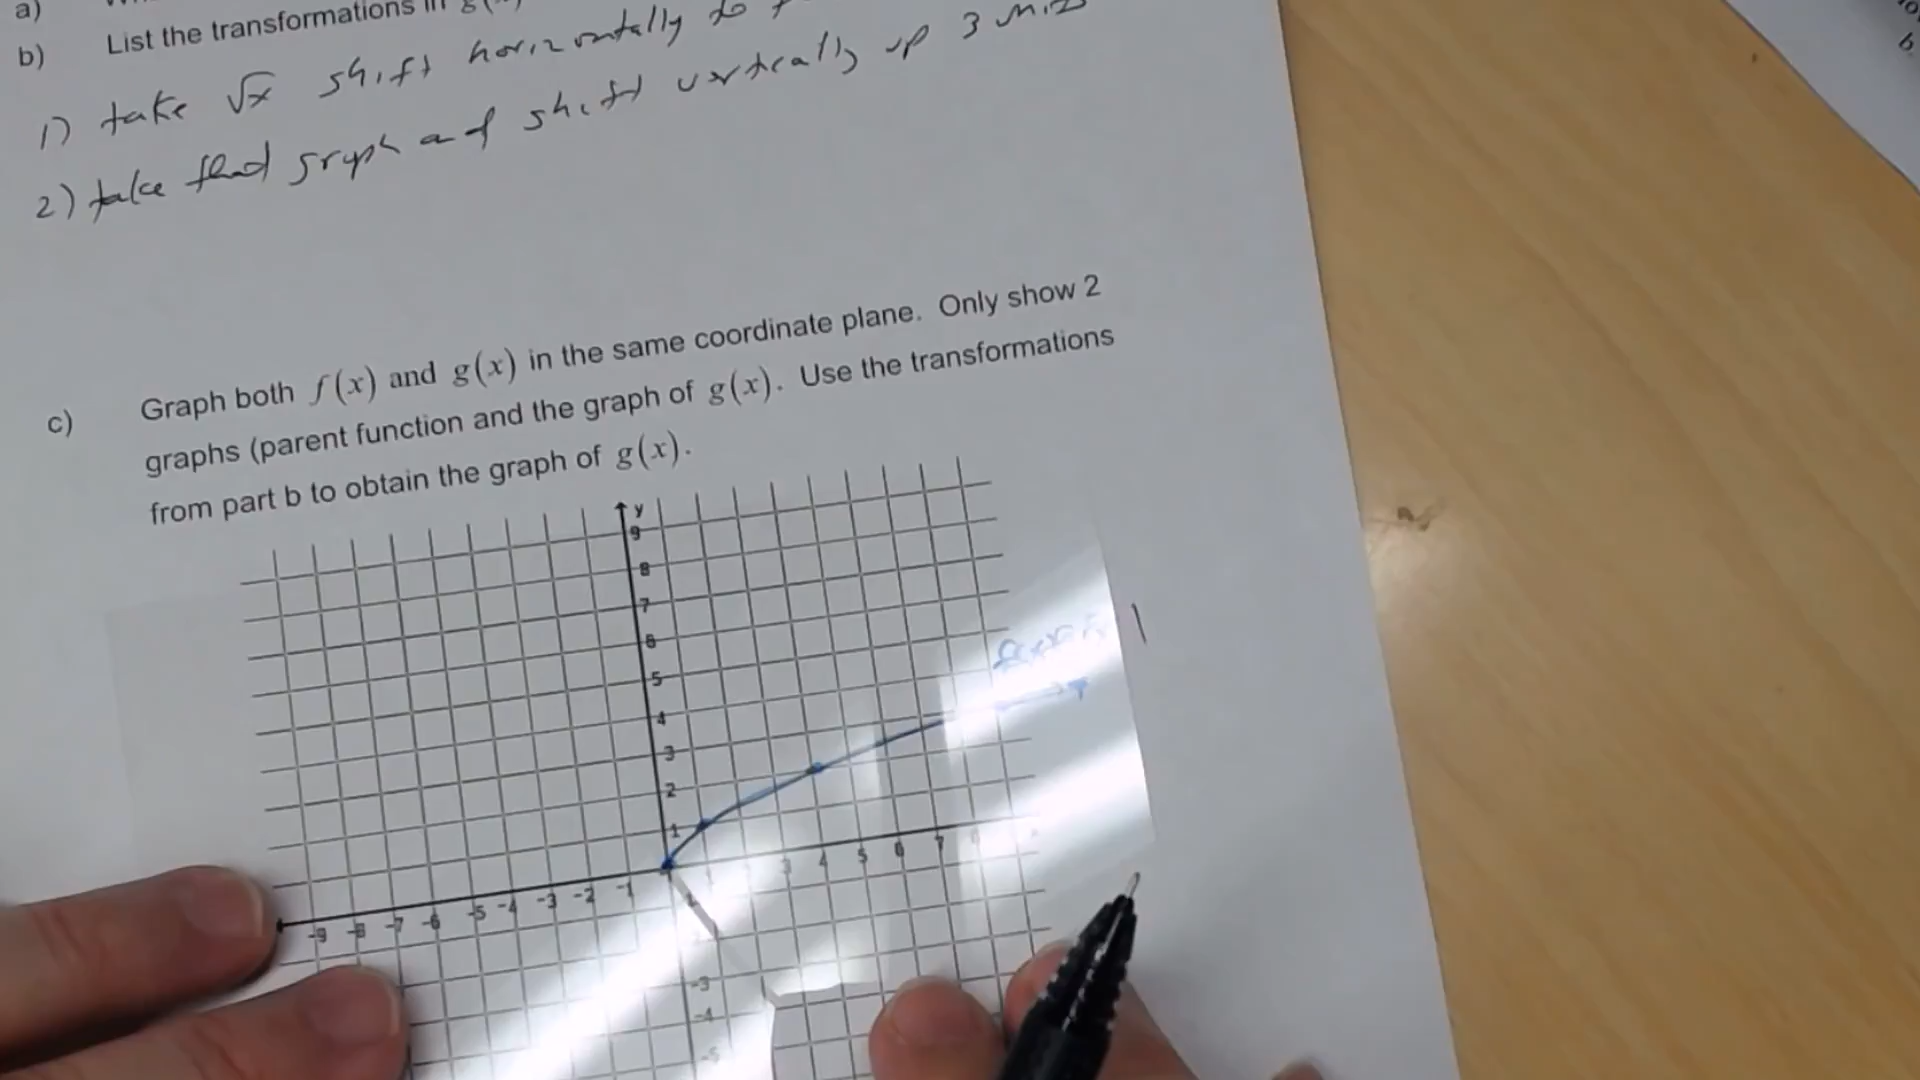 a)
b) List the transformations in g(
1) take √x shift horizontally to
2) take that graph and shift vertically up 3 units
c) Graph both f(x) and g(x) in the same coordinate plane. Only show 2
graphs (parent function and the graph of g(x). Use the transformations
from part b to obtain the graph of g(x).
y
9
8
7
6
5
4
3
2
1
-9 -8 -7 -6 -5 -4 -3 -2 -1 1 3 4 5 6 7
-3
-4
-5